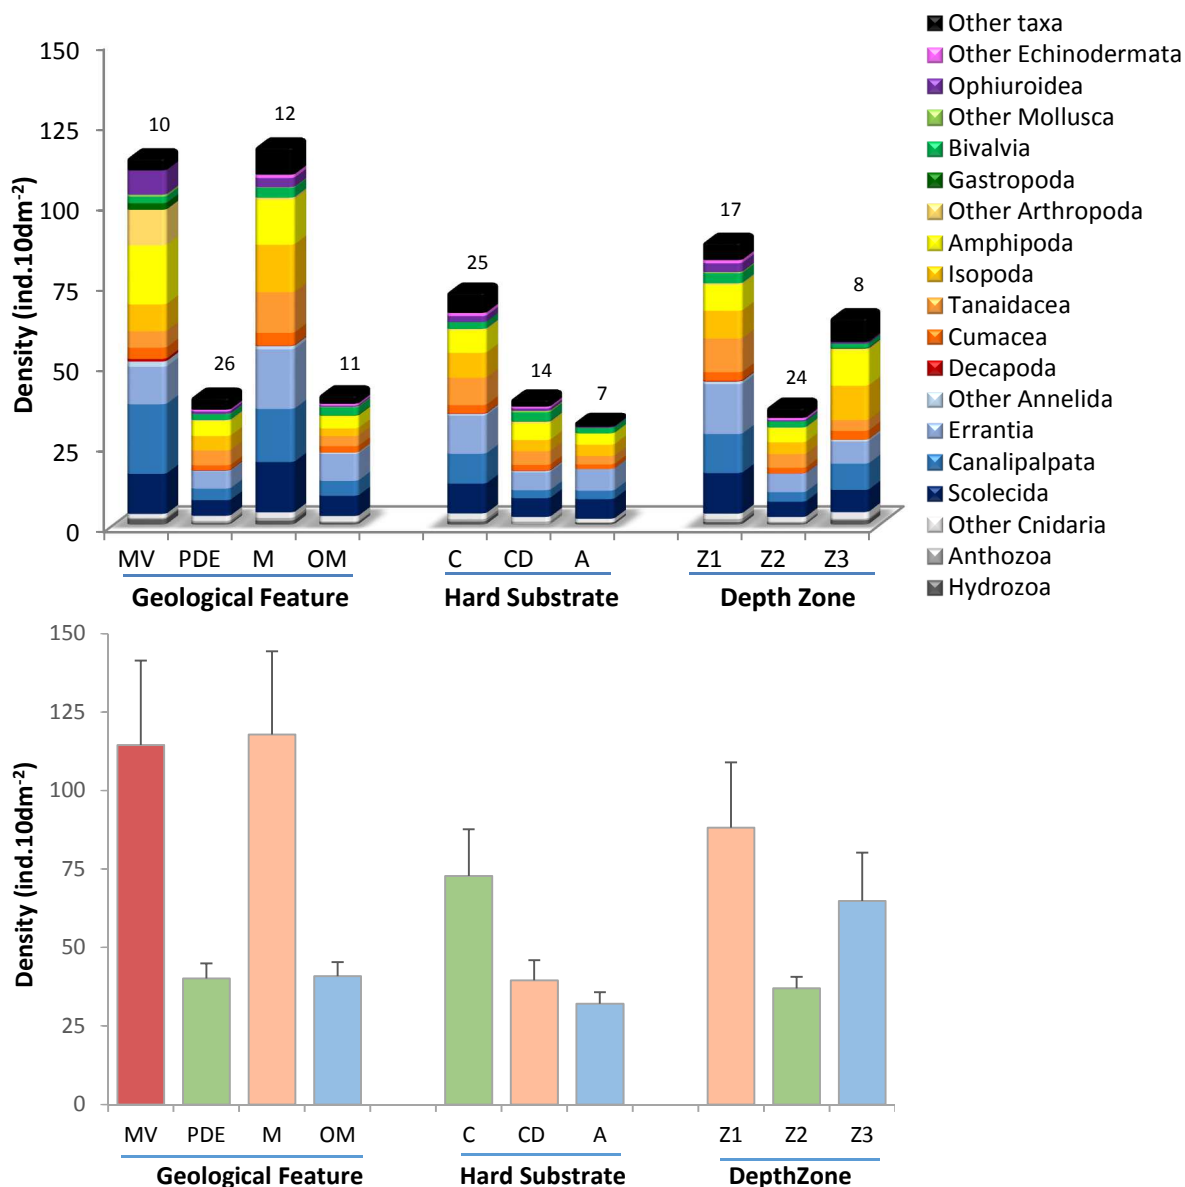 Density (ind.10dm-2)
150
125
100
75
50
25
0
10
26
12
11
25
14
7
17
24
8
MV PDE M OM C CD A Z1 Z2 Z3
Geological Feature Hard Substrate Depth Zone
Other taxa
Other Echinodermata
Ophiuroidea
Other Mollusca
Bivalvia
Gastropoda
Other Arthropoda
Amphipoda
Isopoda
Tanaidacea
Cumacea
Decapoda
Other Annelida
Errantia
Canalipalpata
Scolecida
Other Cnidaria
Anthozoa
Hydrozoa
Density (ind.10dm-2)
150
125
100
75
50
25
0
MV PDE M OM C CD A Z1 Z2 Z3
Geological Feature Hard Substrate DepthZone